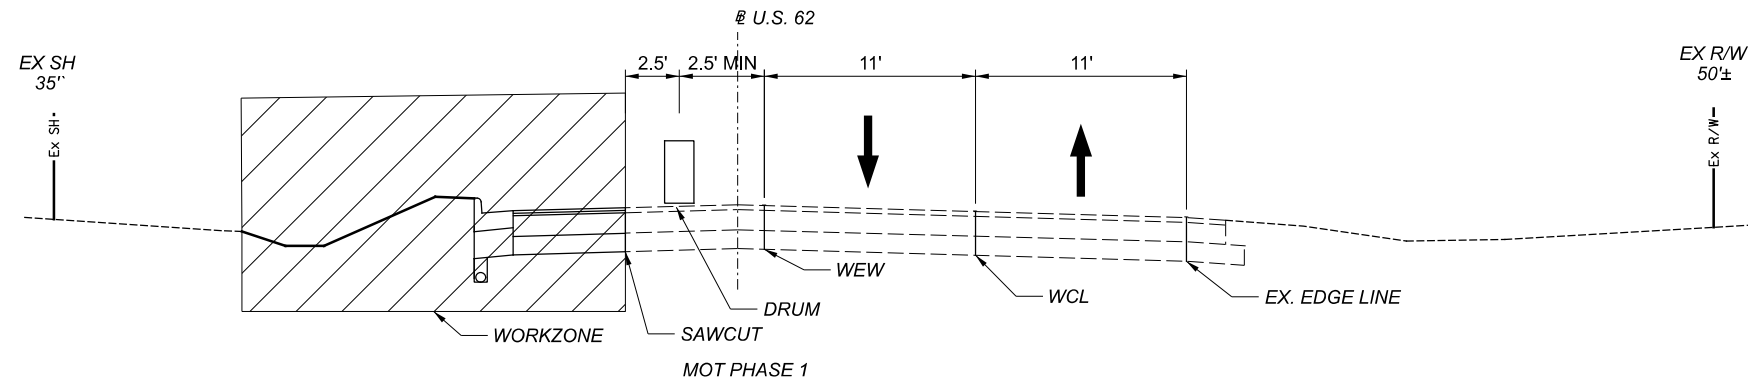 ℄ U.S. 62
EX SH
35'`
2.5'
2.5' MIN
11'
11'
EX R/W
50'±
Ex SH
Ex R/W
WEW
WCL
EX. EDGE LINE
DRUM
SAWCUT
WORKZONE
MOT PHASE 1